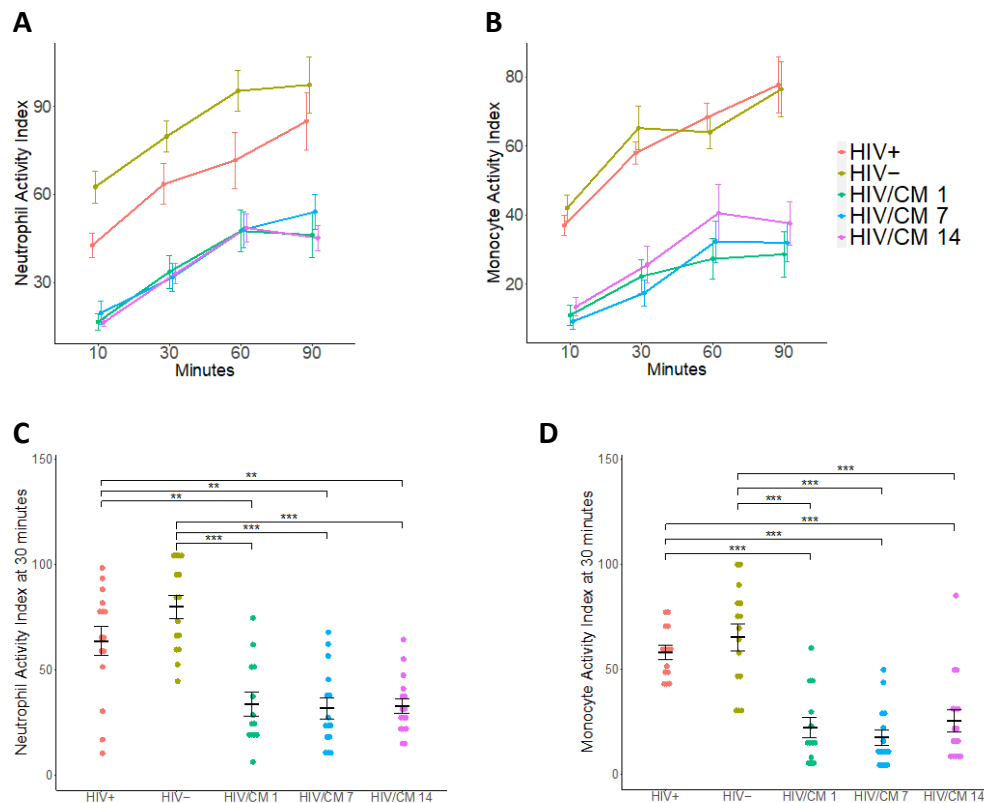 A
B
Neutrophil Activity Index
90
60
30
10 30 60 90
Minutes
Monocyte Activity Index
80
60
40
20
10 30 60 90
Minutes
HIV+
HIV−
HIV/CM 1
HIV/CM 7
HIV/CM 14
C
D
Neutrophil Activity Index at 30 minutes
150
100
50
0
**
**
**
***
***
***
HIV+ HIV− HIV/CM 1 HIV/CM 7 HIV/CM 14
Monocyte Activity Index at 30 minutes
150
100
50
0
***
***
***
***
***
***
HIV+ HIV− HIV/CM 1 HIV/CM 7 HIV/CM 14